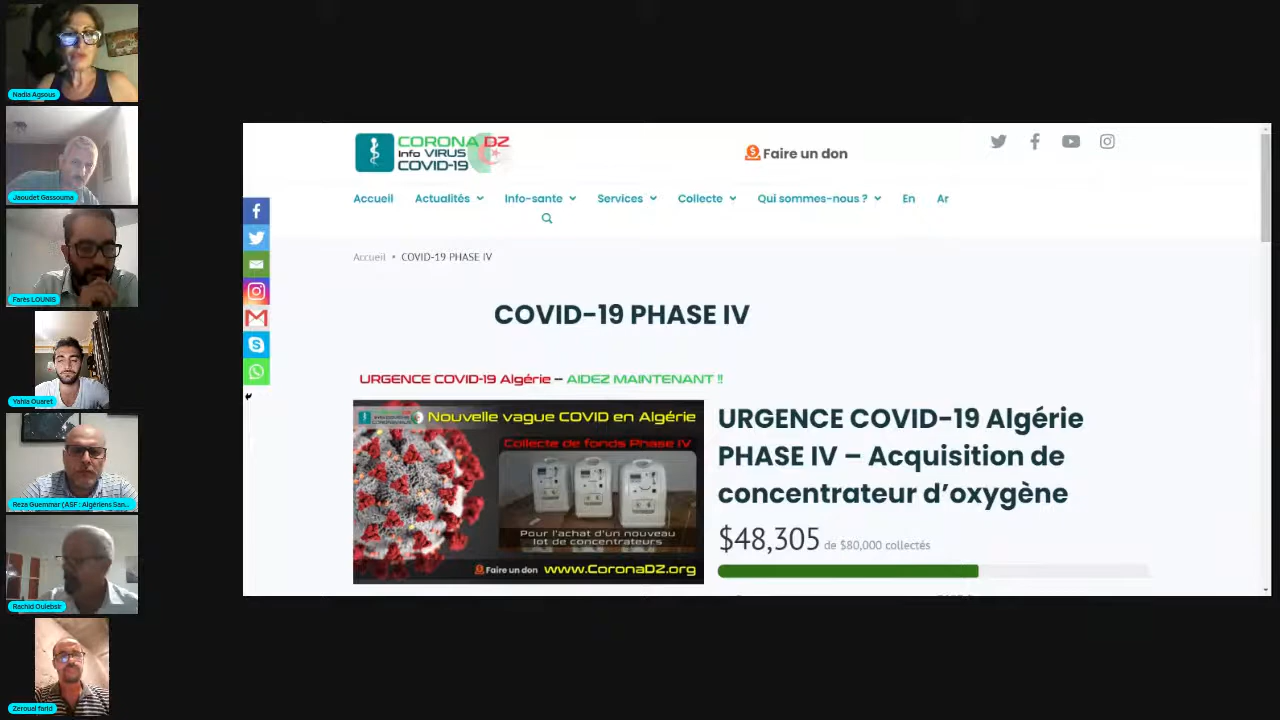 Nadia Agsous
Jaoudet Gassouma
Farès LOUNIS
Yahia Ouaret
Reza Guemmar (ASF : Algériens San...
Rachid Oulebsir
Zeroual farid
CORONA DZ
Info VIRUS
COVID-19
Faire un don
Accueil Actualités Info-sante Services Collecte Qui sommes-nous ? En Ar
Accueil • COVID-19 PHASE IV
COVID-19 PHASE IV
URGENCE COVID-19 Algérie – AIDEZ MAINTENANT !!
Nouvelle vague COVID en Algérie
Collecte de fonds Phase IV
Pour l'achat d'un nouveau
lot de concentrateurs
Faire un don www.CoronaDZ.org
URGENCE COVID-19 Algérie
PHASE IV – Acquisition de
concentrateur d'oxygène
$48,305 de $80,000 collectés